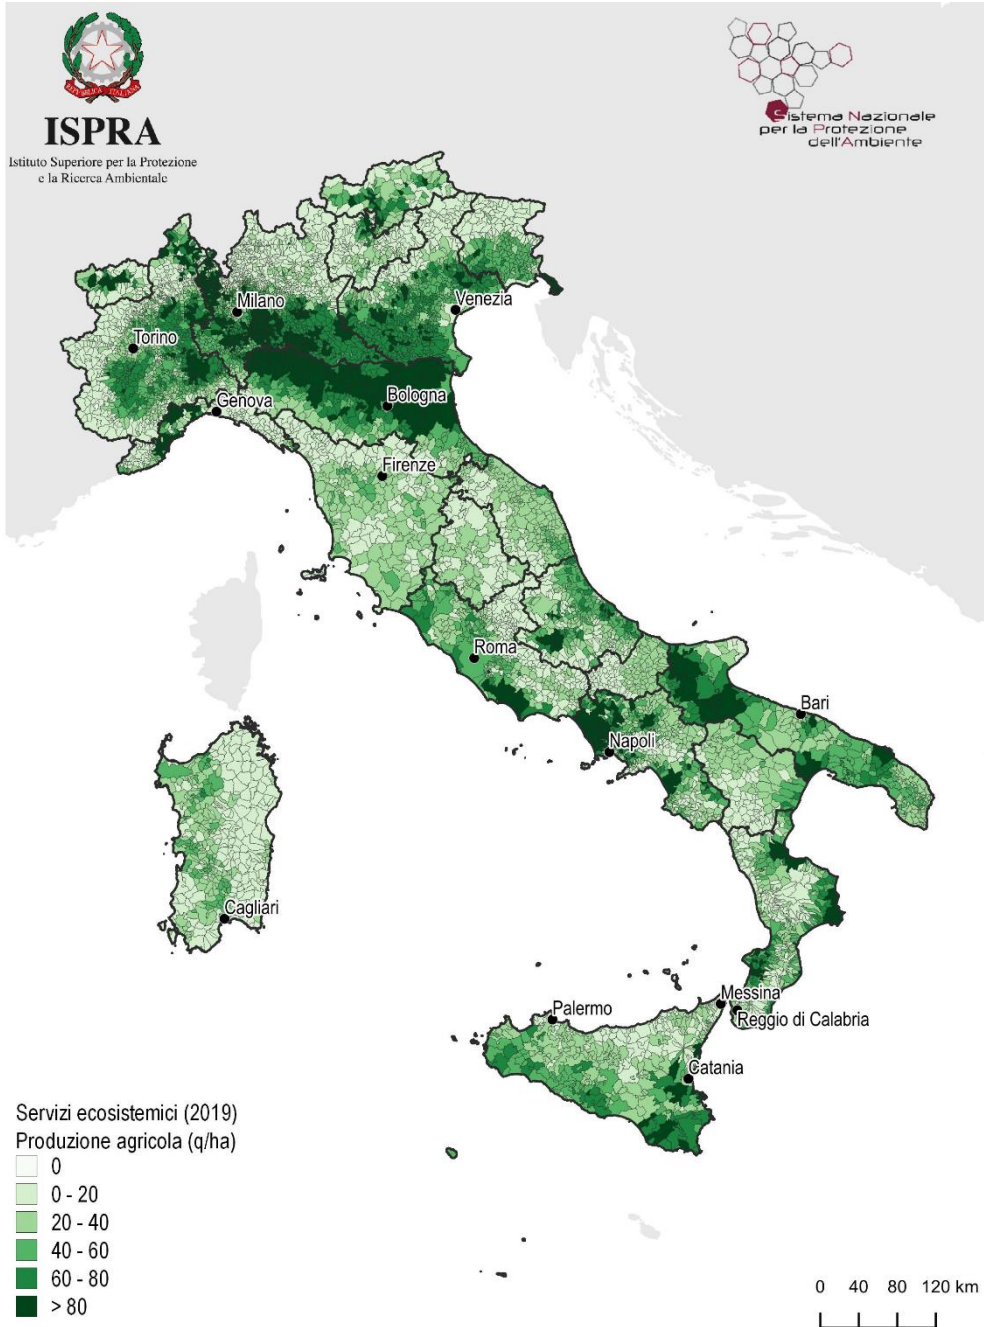 REPVBBLICA ITALIANA
ISPRA
Istituto Superiore per la Protezione
e la Ricerca Ambientale
Sistema Nazionale
per la Protezione
dell'Ambiente
Milano
Venezia
Torino
Bologna
Genova
Firenze
Roma
Bari
Napoli
Cagliari
Messina
Palermo
Reggio di Calabria
Catania
Servizi ecosistemici (2019)
Produzione agricola (q/ha)
0
0 - 20
20 - 40
40 - 60
60 - 80
> 80
0 40 80 120 km